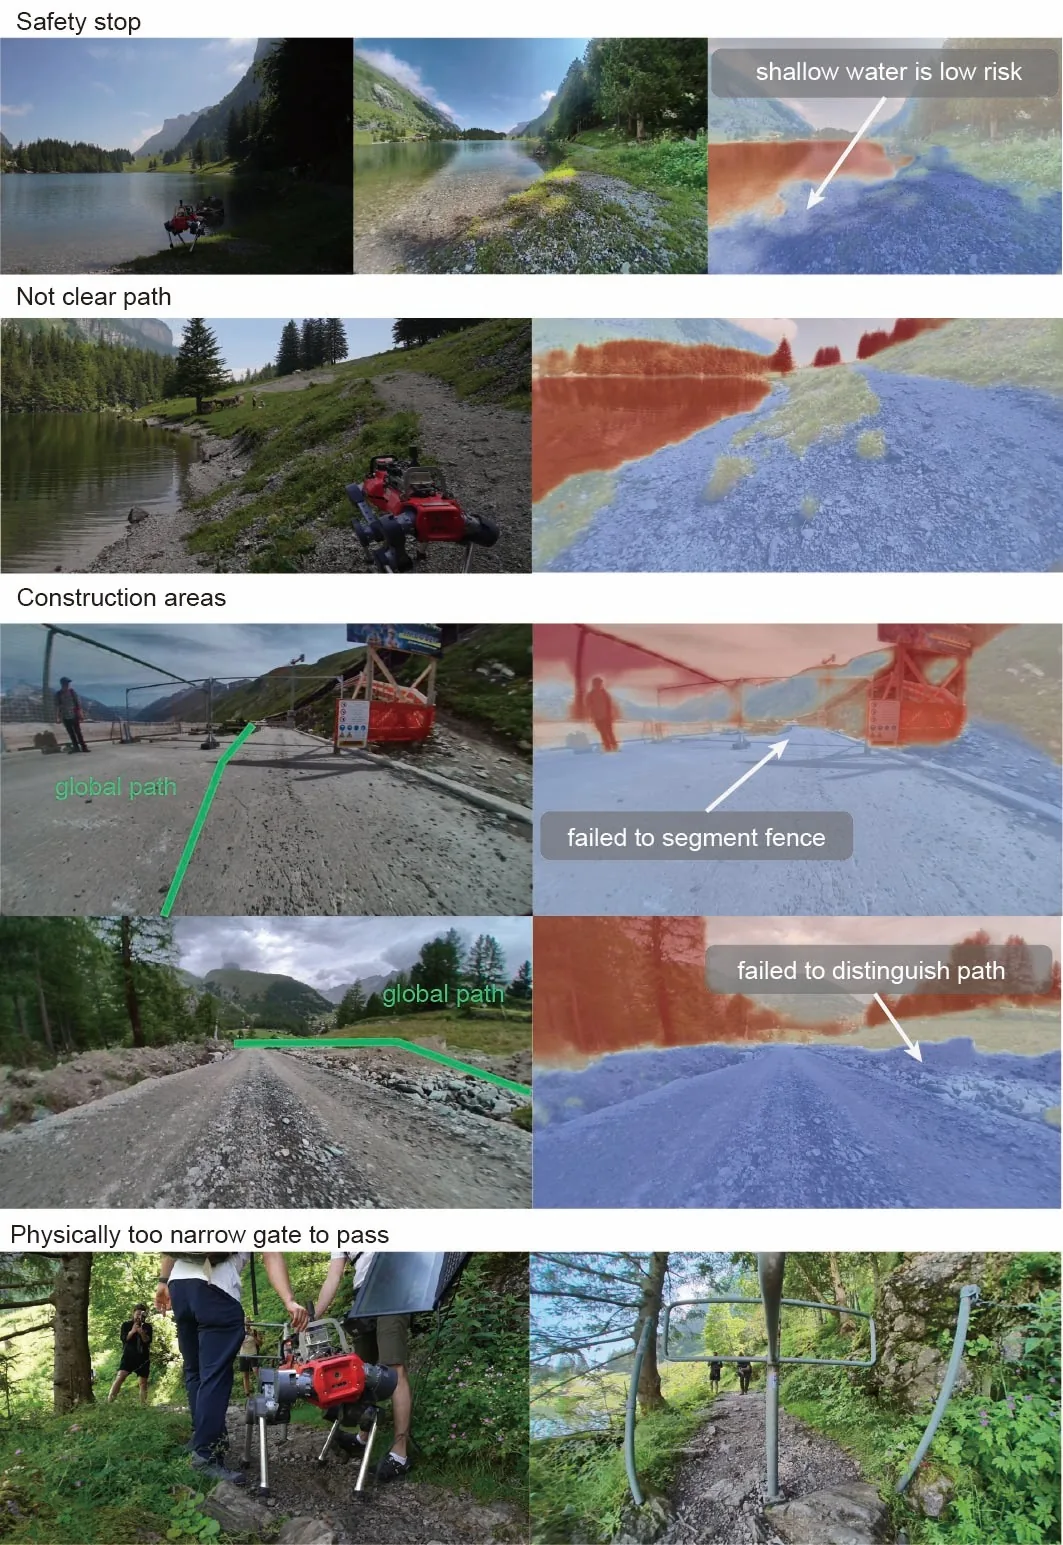 Safety stop
shallow water is low risk
Not clear path
Construction areas
global path
failed to segment fence
global path
failed to distinguish path
Physically too narrow gate to pass